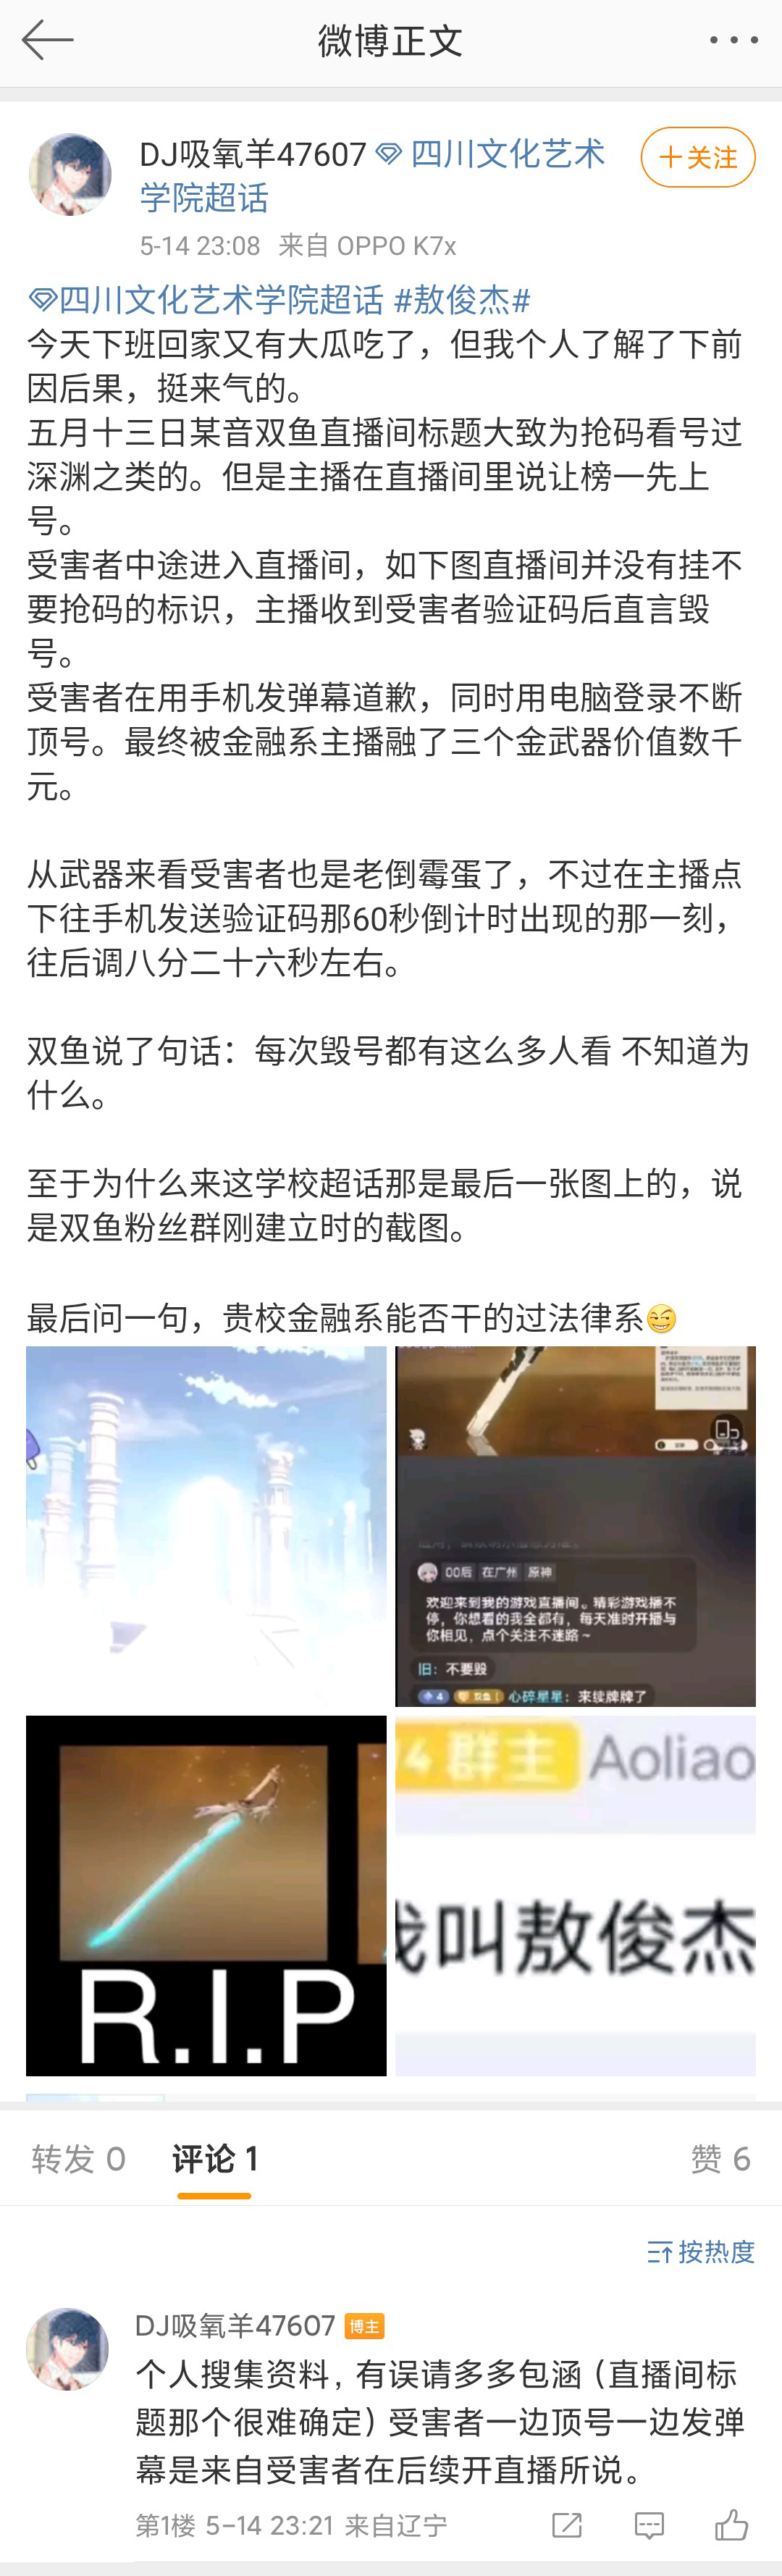 微博正文
DJ吸氧羊47607 四川文化艺术
学院超话
+关注
5-14 23:08 来自 OPPO K7x
四川文化艺术学院超话 #敖俊杰#
今天下班回家又有大瓜吃了，但我个人了解了下前
因后果，挺来气的。
五月十三日某音双鱼直播间标题大致为抢码看号过
深渊之类的。但是主播在直播间里说让榜一先上
号。
受害者中途进入直播间，如下图直播间并没有挂不
要抢码的标识，主播收到受害者验证码后直言毁
号。
受害者在用手机发弹幕道歉，同时用电脑登录不断
顶号。最终被金融系主播融了三个金武器价值数千
元。
从武器来看受害者也是老倒霉蛋了，不过在主播点
下往手机发送验证码那60秒倒计时出现的那一刻，
往后调八分二十六秒左右。
双鱼说了句话：每次毁号都有这么多人看 不知道为
什么。
至于为什么来这学校超话那是最后一张图上的，说
是双鱼粉丝群刚建立时的截图。
最后问一句，贵校金融系能否干的过法律系
00后 在广州 原神
欢迎来到我的游戏直播间。精彩游戏播不
停，你想看的我全都有，每天准时开播与
你相见，点个关注不迷路~
旧：不要毁
4 双鱼 心碎星星：来续牌牌了
R.I.P
4 群主 Aoliao
我叫敖俊杰
转发 0 评论 1 赞 6
按热度
DJ吸氧羊47607 博主
个人搜集资料，有误请多多包涵（直播间标
题那个很难确定）受害者一边顶号一边发弹
幕是来自受害者在后续开直播所说。
第1楼 5-14 23:21 来自辽宁